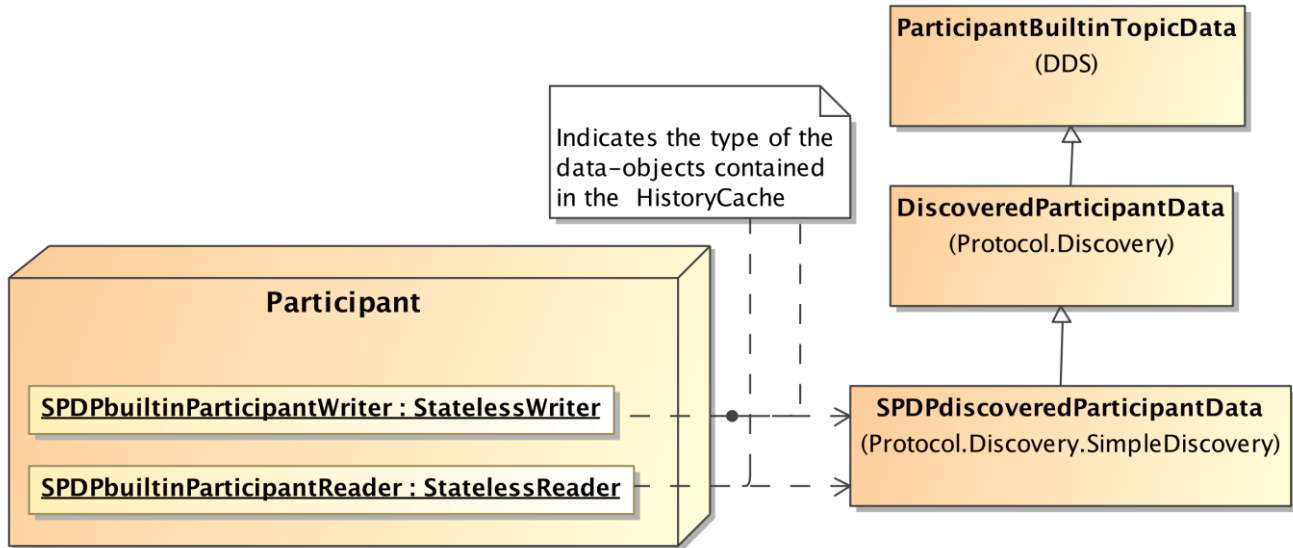 ParticipantBuiltinTopicData
(DDS)
Indicates the type of the
data-objects contained
in the HistoryCache
DiscoveredParticipantData
(Protocol.Discovery)
Participant
SPDPbuiltinParticipantWriter : StatelessWriter
SPDPbuiltinParticipantReader : StatelessReader
SPDPdiscoveredParticipantData
(Protocol.Discovery.SimpleDiscovery)